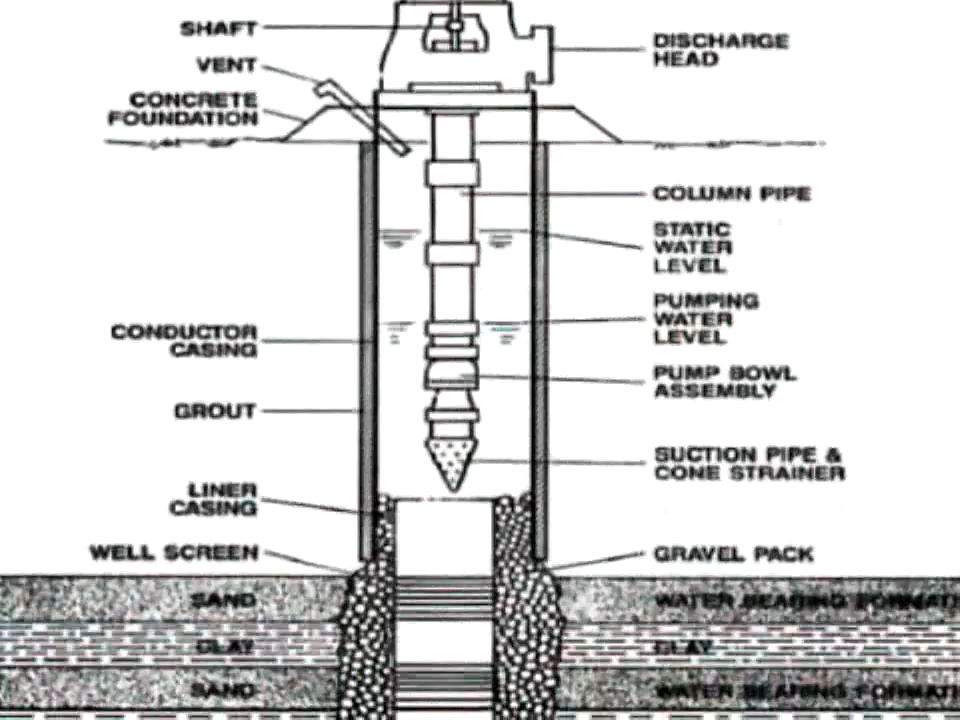 SHAFT
VENT
CONCRETE
FOUNDATION
DISCHARGE
HEAD
COLUMN PIPE
STATIC
WATER
LEVEL
PUMPING
WATER
LEVEL
CONDUCTOR
CASING
PUMP BOWL
ASSEMBLY
GROUT
SUCTION PIPE &
CONE STRAINER
LINER
CASING
WELL SCREEN
GRAVEL PACK
SAND
WATER BEARING
CLAY
CLAY
SAND
WATER BEARING